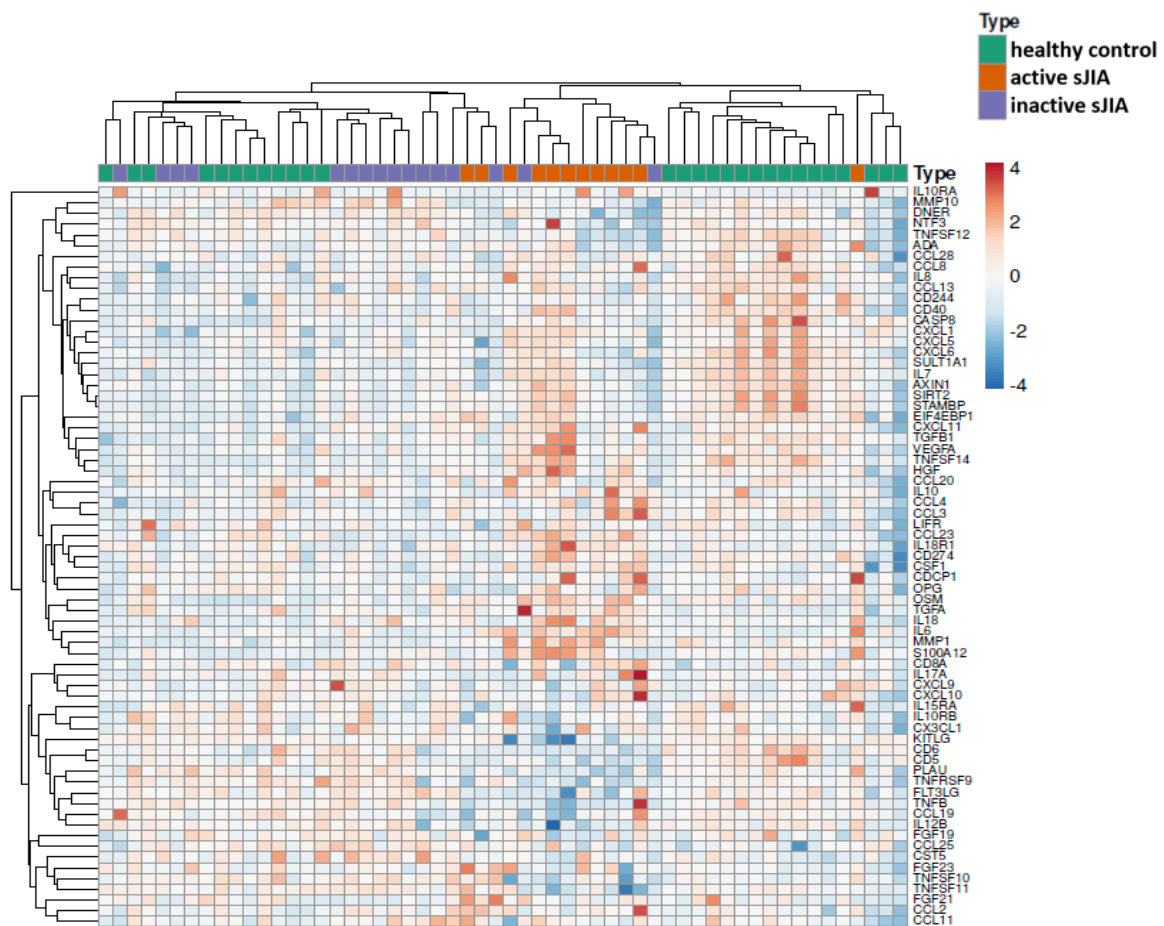 Type
healthy control
active sJIA
inactive sJIA
Type
4
2
0
-2
-4
IL10RA
MMP10
DNER
NTF3
TNFSF12
ADA
CCL28
CCL8
IL8
CCL13
CD244
CD40
CASP8
CXCL1
CXCL5
CXCL6
SULT1A1
IL7
AXIN1
SIRT2
STAMBP
EIF4EBP1
CXCL11
TGFB1
VEGFA
TNFSF14
HGF
CCL20
IL10
CCL4
CCL3
LIFR
CCL23
IL18R1
CD274
CSF1
CDCP1
OPG
OSM
TGFA
IL18
IL6
MMP1
S100A12
CD8A
IL17A
CXCL9
CXCL10
IL15RA
IL10RB
CX3CL1
KITLG
CD6
CD5
PLAU
TNFRSF9
FLT3LG
TNFB
CCL19
IL12B
FGF19
CCL25
CST5
FGF23
TNFSF10
TNFSF11
FGF21
CCL2
CCL11